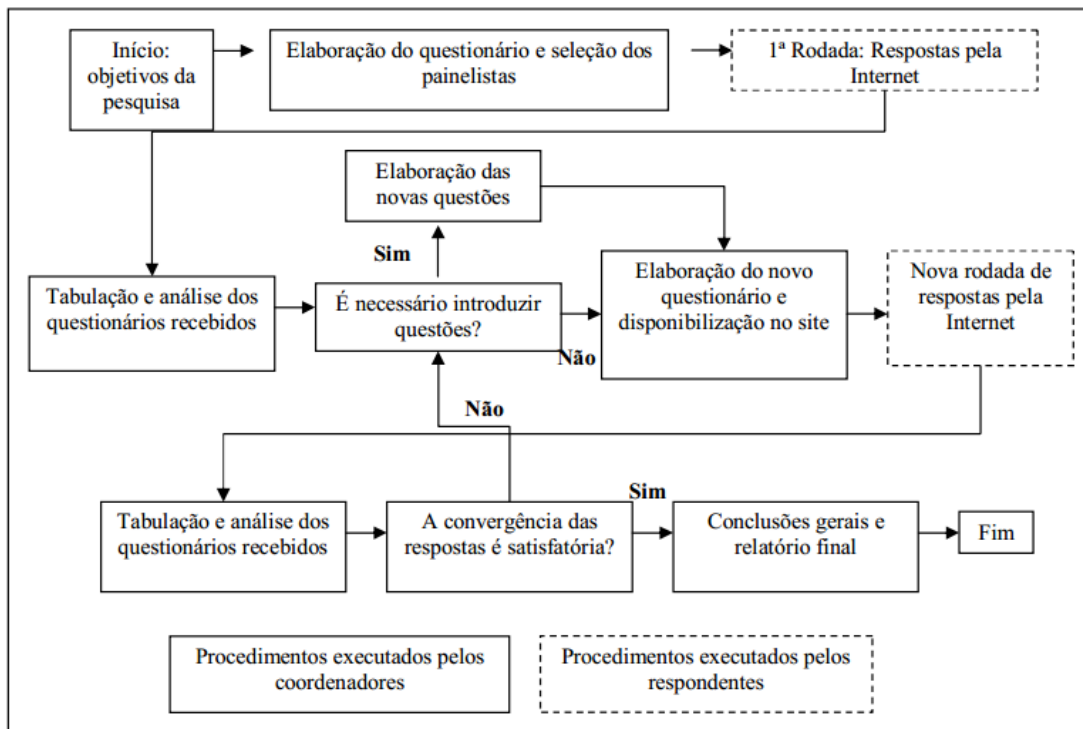 Início:
objetivos da
pesquisa
Elaboração do questionário e seleção dos
painelistas
1ª Rodada: Respostas pela
Internet
Elaboração das
novas questões
Sim
Tabulação e análise dos
questionários recebidos
É necessário introduzir
questões?
Não
Elaboração do novo
questionário e
disponibilização no site
Nova rodada de
respostas pela
Internet
Não
Tabulação e análise dos
questionários recebidos
A convergência das
respostas é satisfatória?
Sim
Conclusões gerais e
relatório final
Fim
Procedimentos executados pelos
coordenadores
Procedimentos executados pelos
respondentes